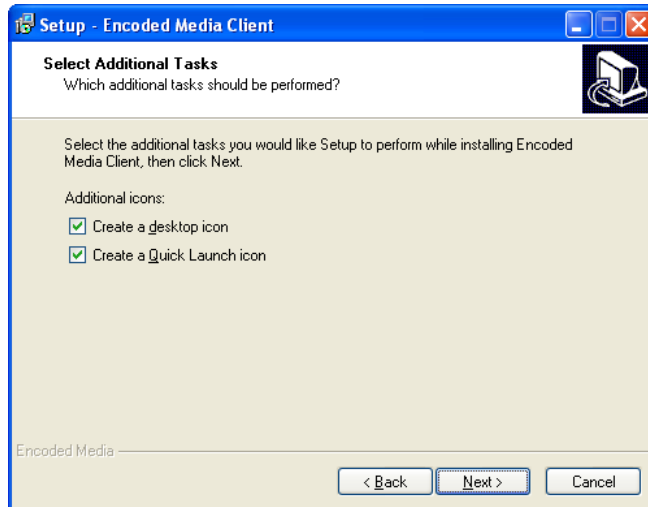 Setup - Encoded Media Client
Select Additional Tasks
Which additional tasks should be performed?
Select the additional tasks you would like Setup to perform while installing Encoded
Media Client, then click Next.
Additional icons:
Create a desktop icon
Create a Quick Launch icon
Encoded Media
< Back
Next >
Cancel